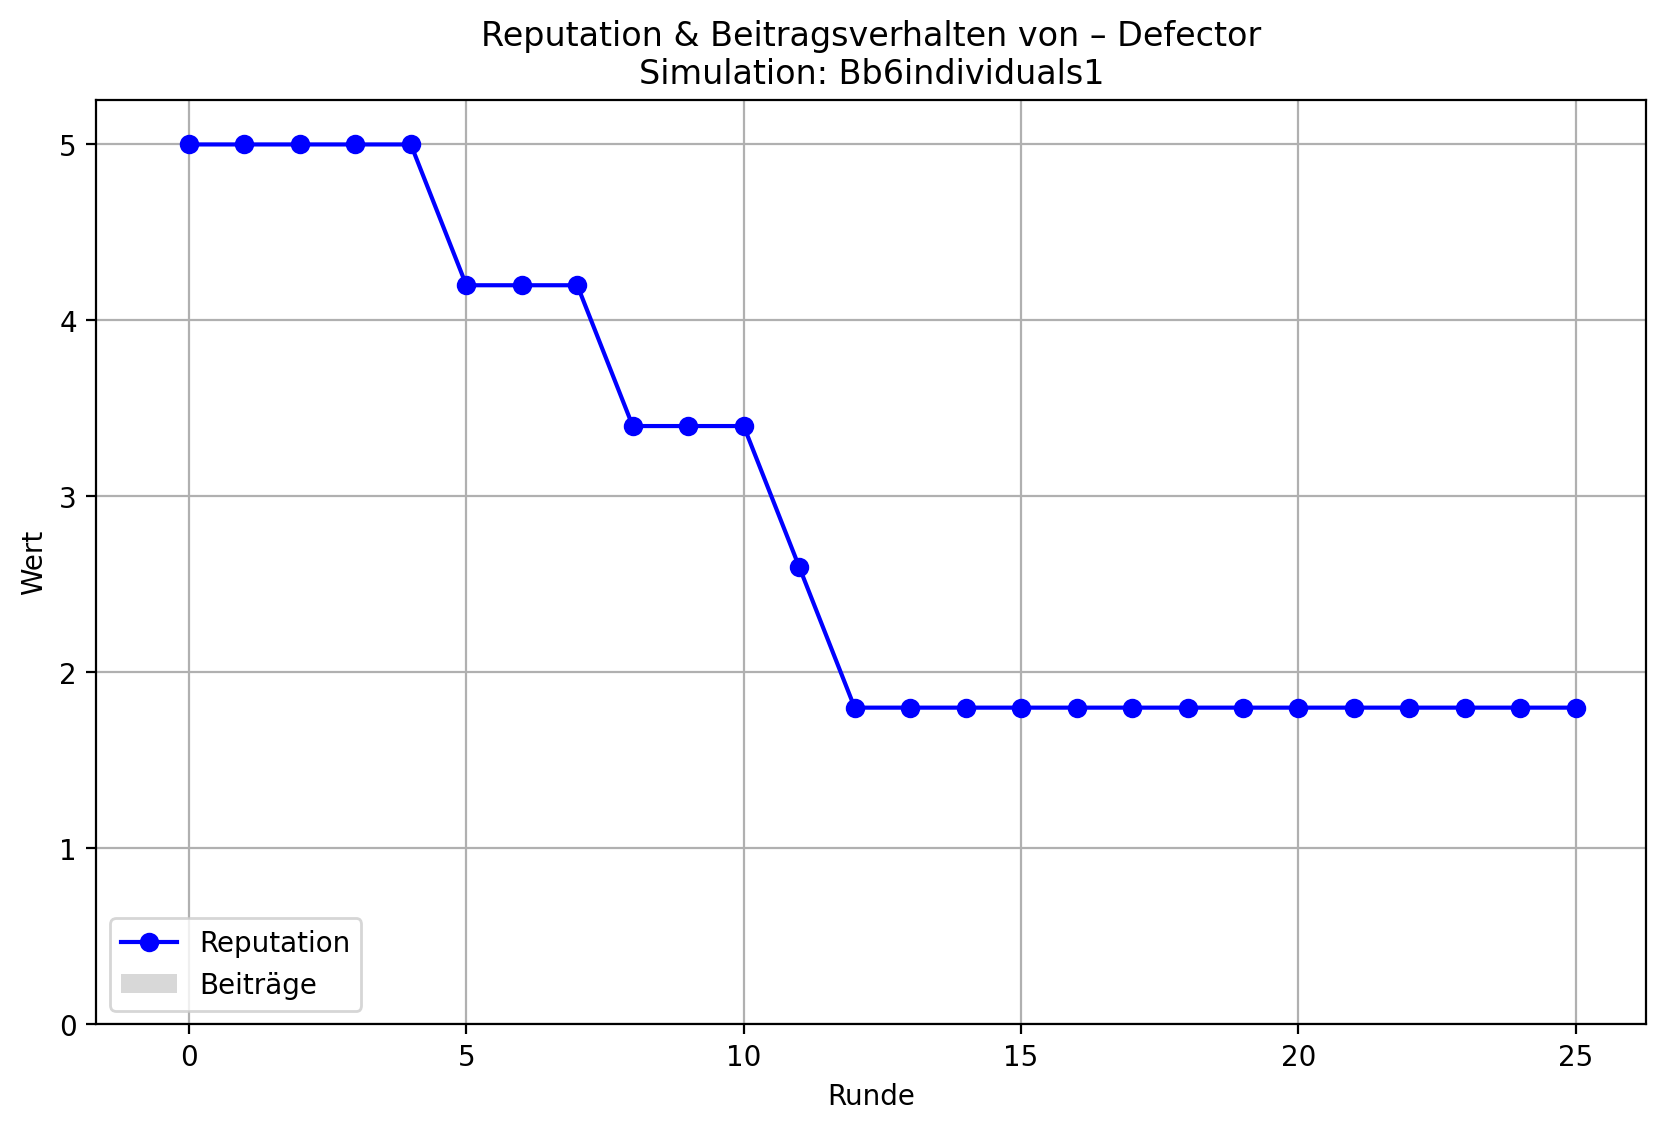 Reputation & Beitragsverhalten von – Defector
Simulation: Bb6individuals1
Wert
5
4
3
2
1
0
Reputation
Beiträge
0 5 10 15 20 25
Runde